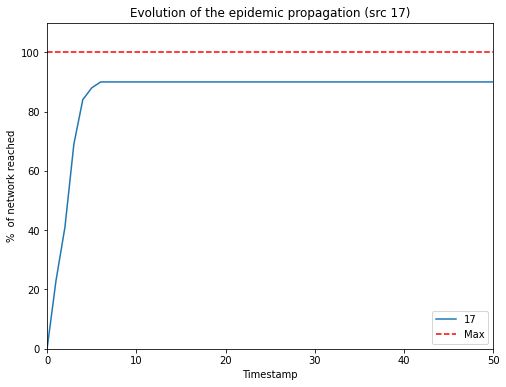 Evolution of the epidemic propagation (src 17)
100
80
60
40
20
0
% of network reached
0 10 20 30 40 50
Timestamp
17
Max